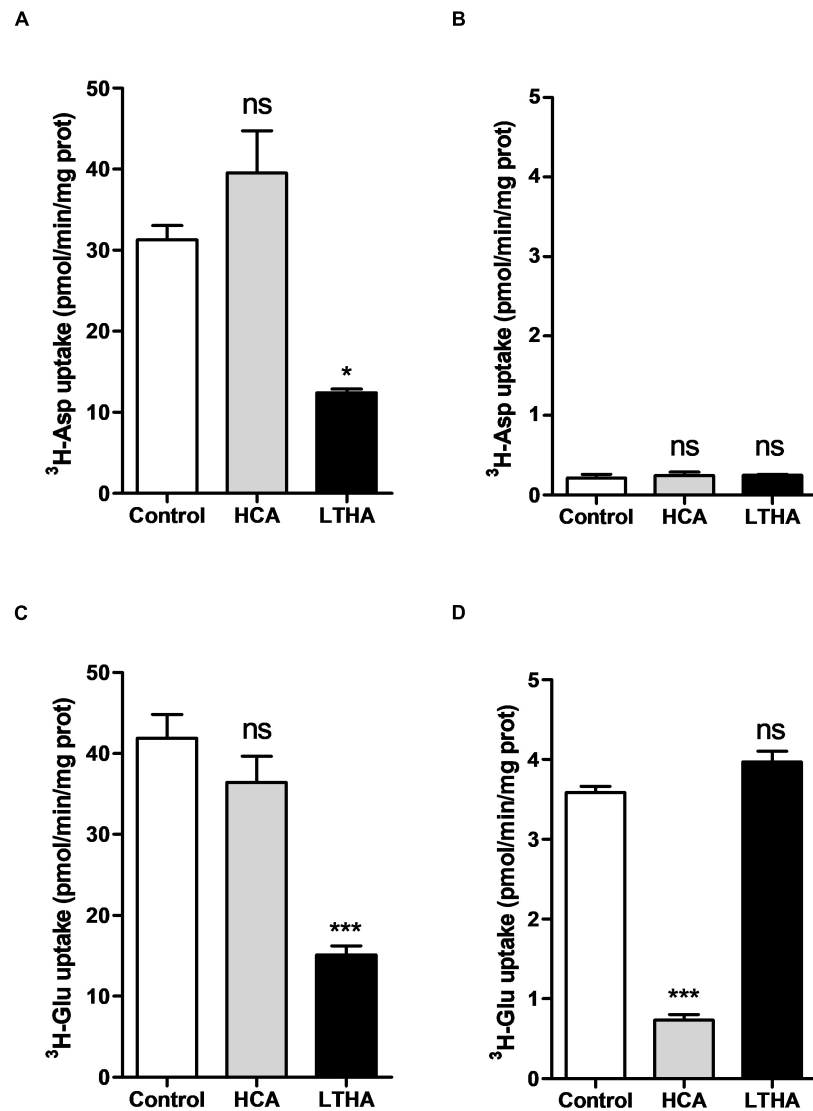 A
³H-Asp uptake (pmol/min/mg prot)
50
40
30
20
10
0
ns
*
Control HCA LTHA
B
³H-Asp uptake (pmol/min/mg prot)
5
4
3
2
1
0
ns ns
Control HCA LTHA
C
³H-Glu uptake (pmol/min/mg prot)
50
40
30
20
10
0
ns
***
Control HCA LTHA
D
³H-Glu uptake (pmol/min/mg prot)
5
4
3
2
1
0
ns
***
Control HCA LTHA